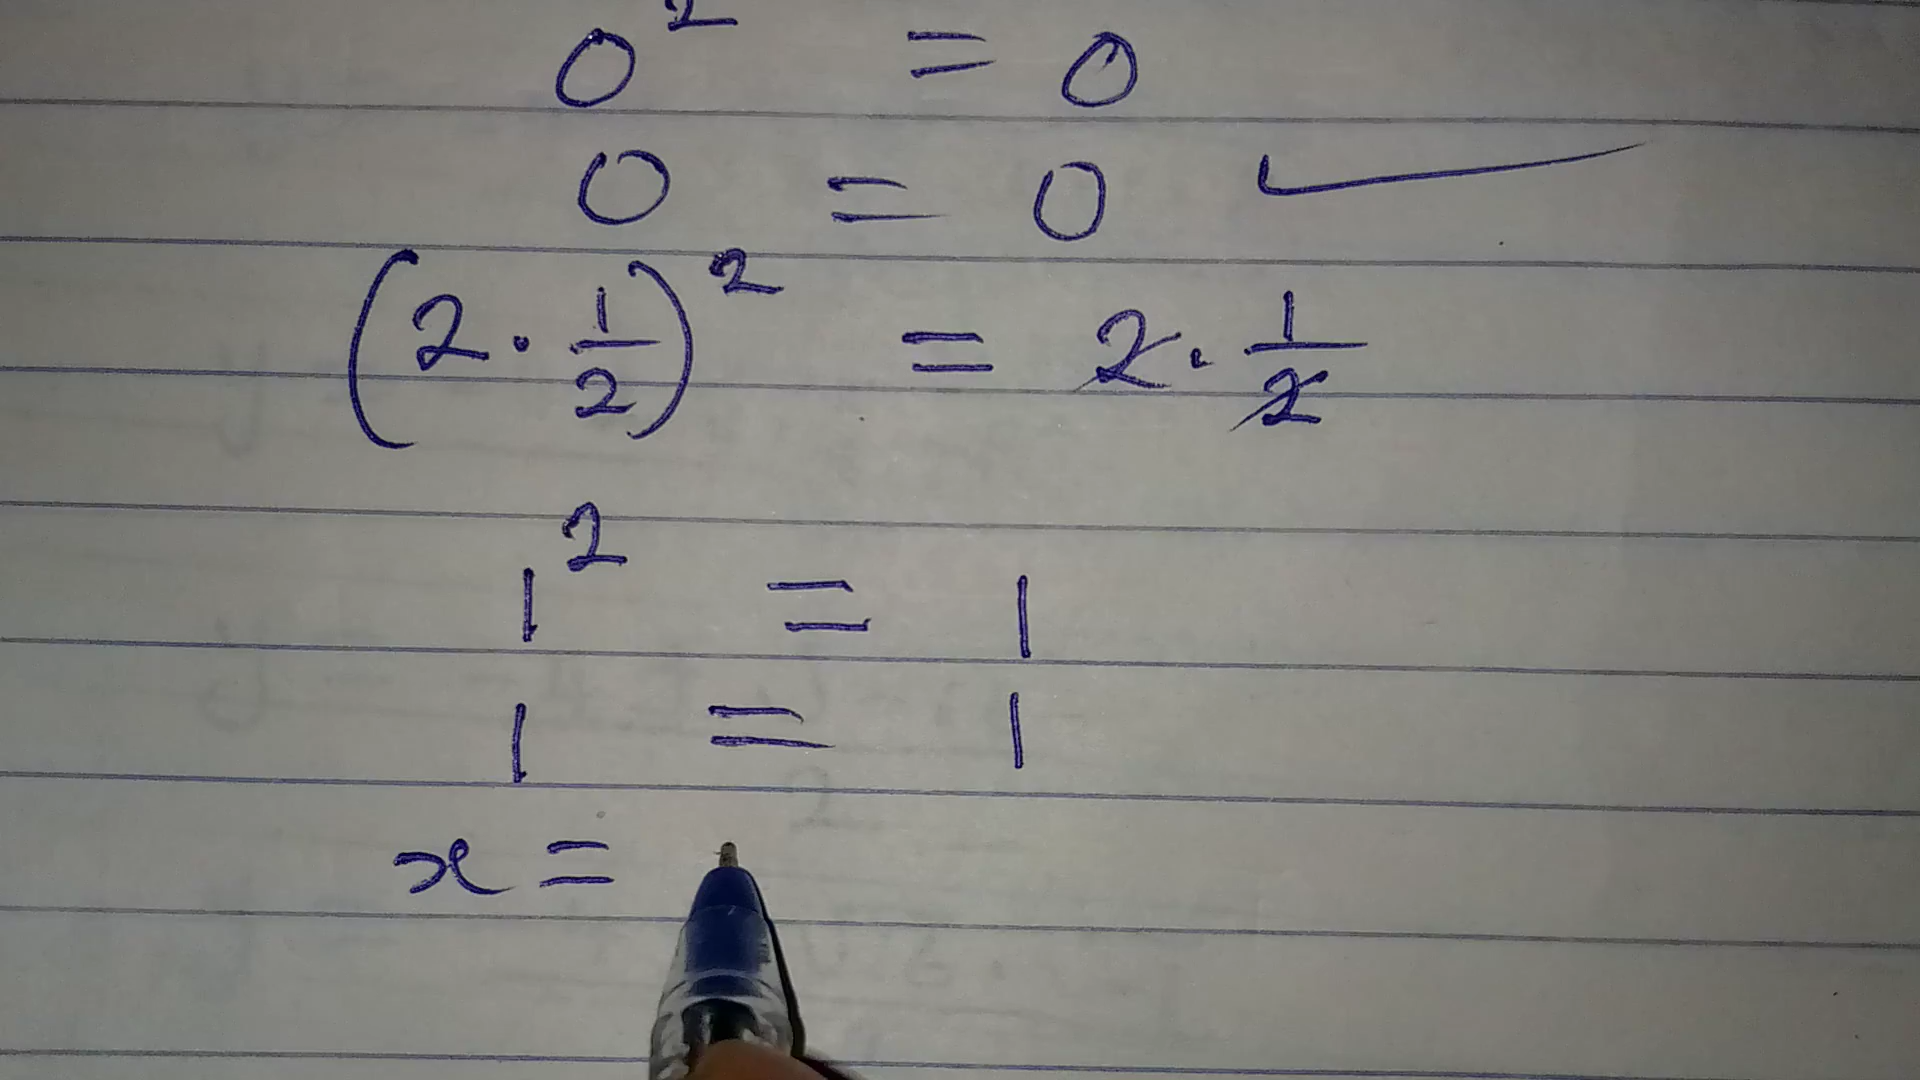 0² = 0
0 = 0 ✓
(2 · 1/2)² = 2 · 1/2
1² = 1
1 = 1
x =